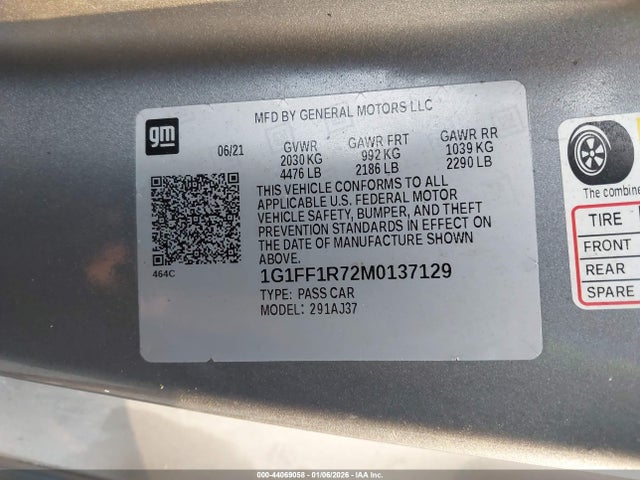 MFD BY GENERAL MOTORS LLC
gm
06/21
GVWR GAWR FRT GAWR RR
2030 KG 992 KG 1039 KG
4476 LB 2186 LB 2290 LB
THIS VEHICLE CONFORMS TO ALL
APPLICABLE U.S. FEDERAL MOTOR
VEHICLE SAFETY, BUMPER, AND THEFT
PREVENTION STANDARDS IN EFFECT ON
THE DATE OF MANUFACTURE SHOWN
ABOVE.
464C
1G1FF1R72M0137129
TYPE: PASS CAR
MODEL: 291AJ37
The combine
TIRE
FRONT
REAR
SPARE
000-44069058 - 01/06/2026 - IAA, Inc.